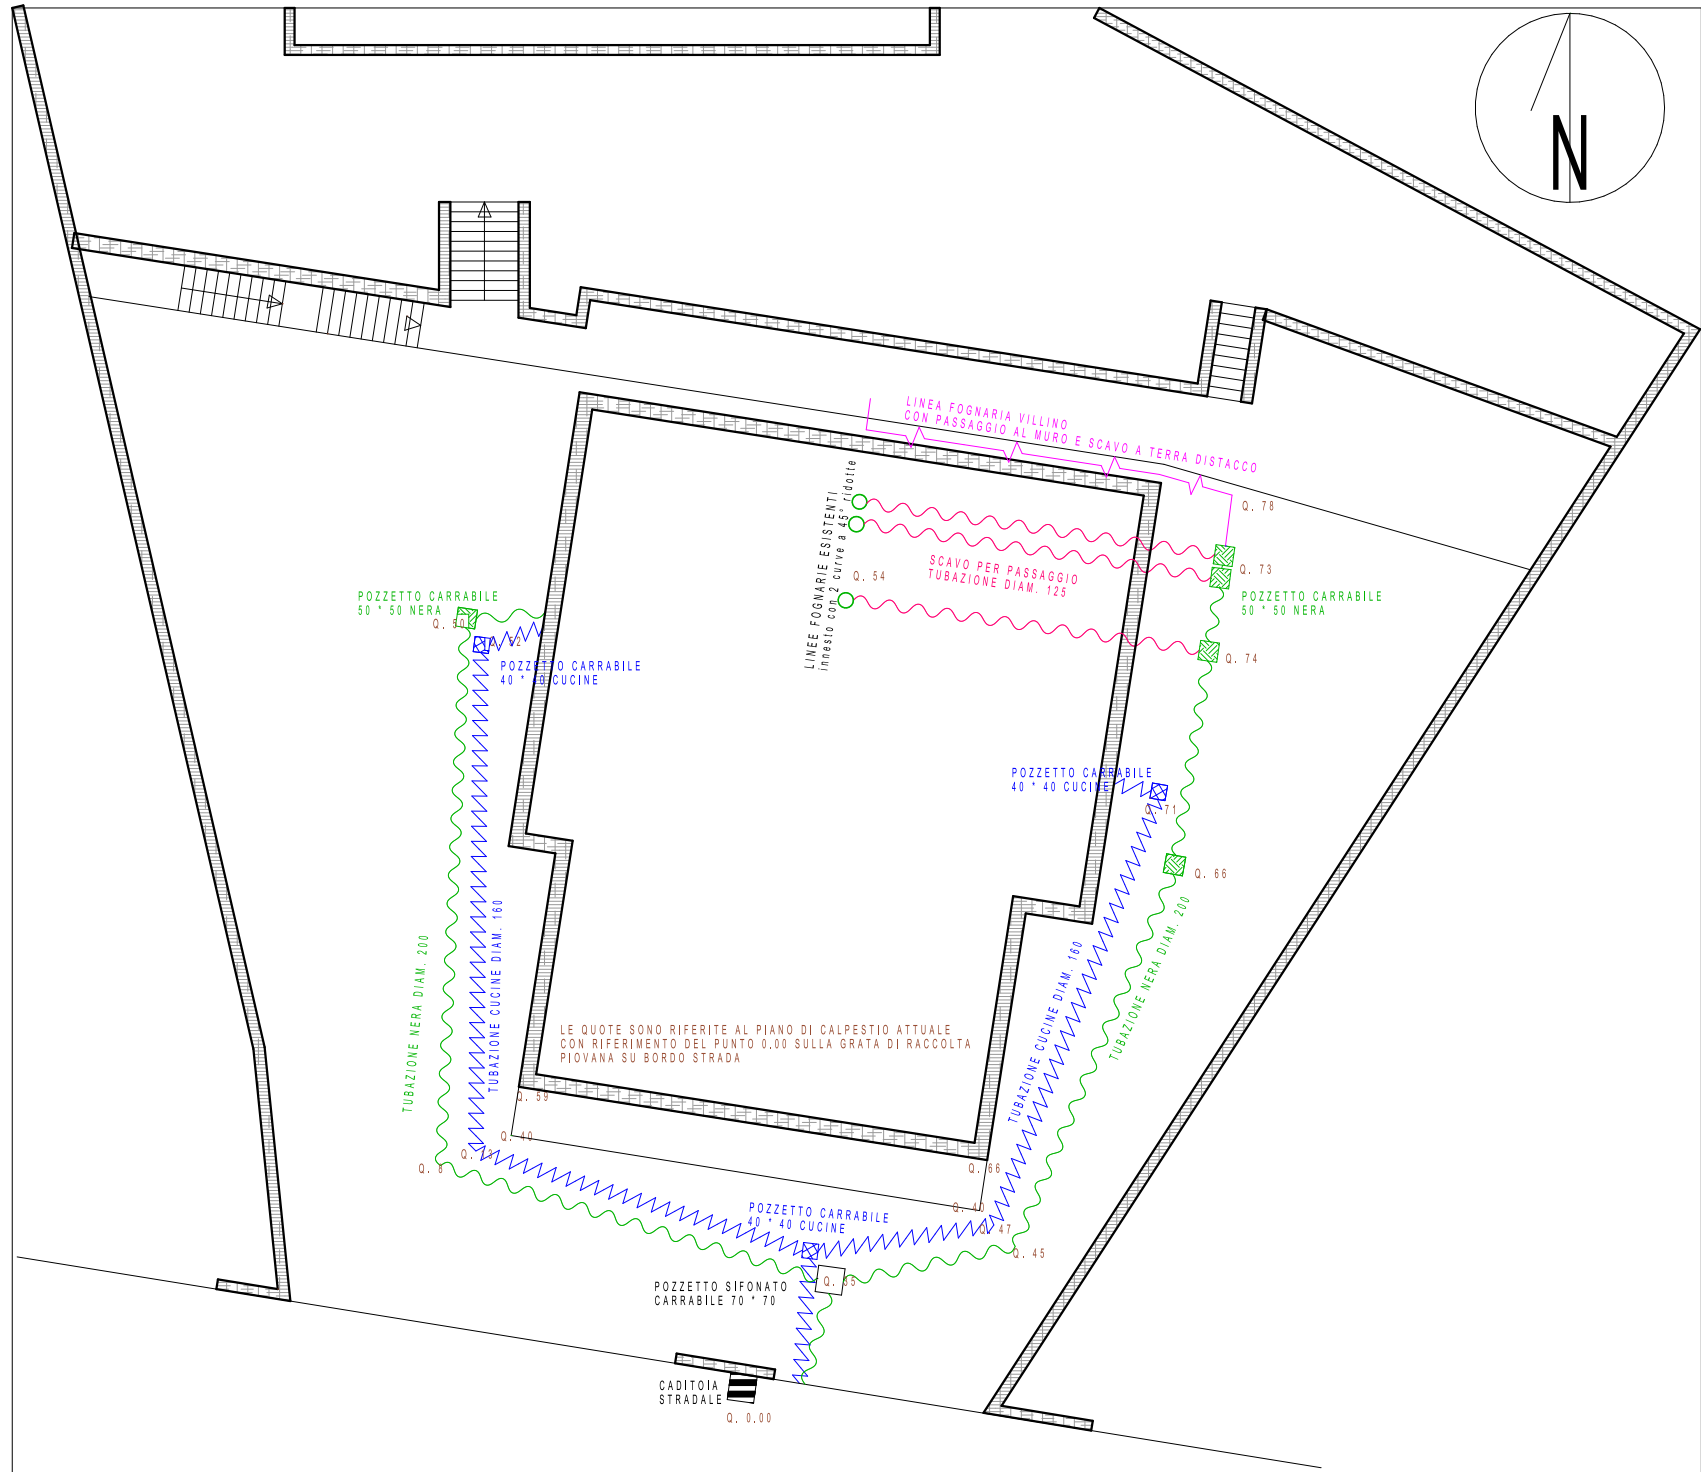 N
LINEA FOGNARIA VILLINO
CON PASSAGGIO AL MURO E SCAVO A TERRA DISTACCO
Q. 78
LINEE FOGNARIE ESISTENTI
innesto con 2 curve a 45° ridotte
Q. 54
SCAVO PER PASSAGGIO
TUBAZIONE DIAM. 125
Q. 73
POZZETTO CARRABILE
50 * 50 NERA
Q. 74
POZZETTO CARRABILE
50 * 50 NERA
Q. 50
Q. 52
POZZETTO CARRABILE
40 * 40 CUCINE
POZZETTO CARRABILE
40 * 40 CUCINE
Q. 71
Q. 66
TUBAZIONE NERA DIAM. 200
TUBAZIONE CUCINE DIAM. 160
TUBAZIONE CUCINE DIAM. 160
TUBAZIONE NERA DIAM. 200
LE QUOTE SONO RIFERITE AL PIANO DI CALPESTIO ATTUALE
CON RIFERIMENTO DEL PUNTO 0,00 SULLA GRATA DI RACCOLTA
PIOVANA SU BORDO STRADA
Q. 59
Q. 40
Q.
Q.
Q. 66
Q. 40
Q. 47
Q. 45
POZZETTO CARRABILE
40 * 40 CUCINE
Q.
POZZETTO SIFONATO
CARRABILE 70 * 70
CADITOIA
STRADALE
Q. 0,00